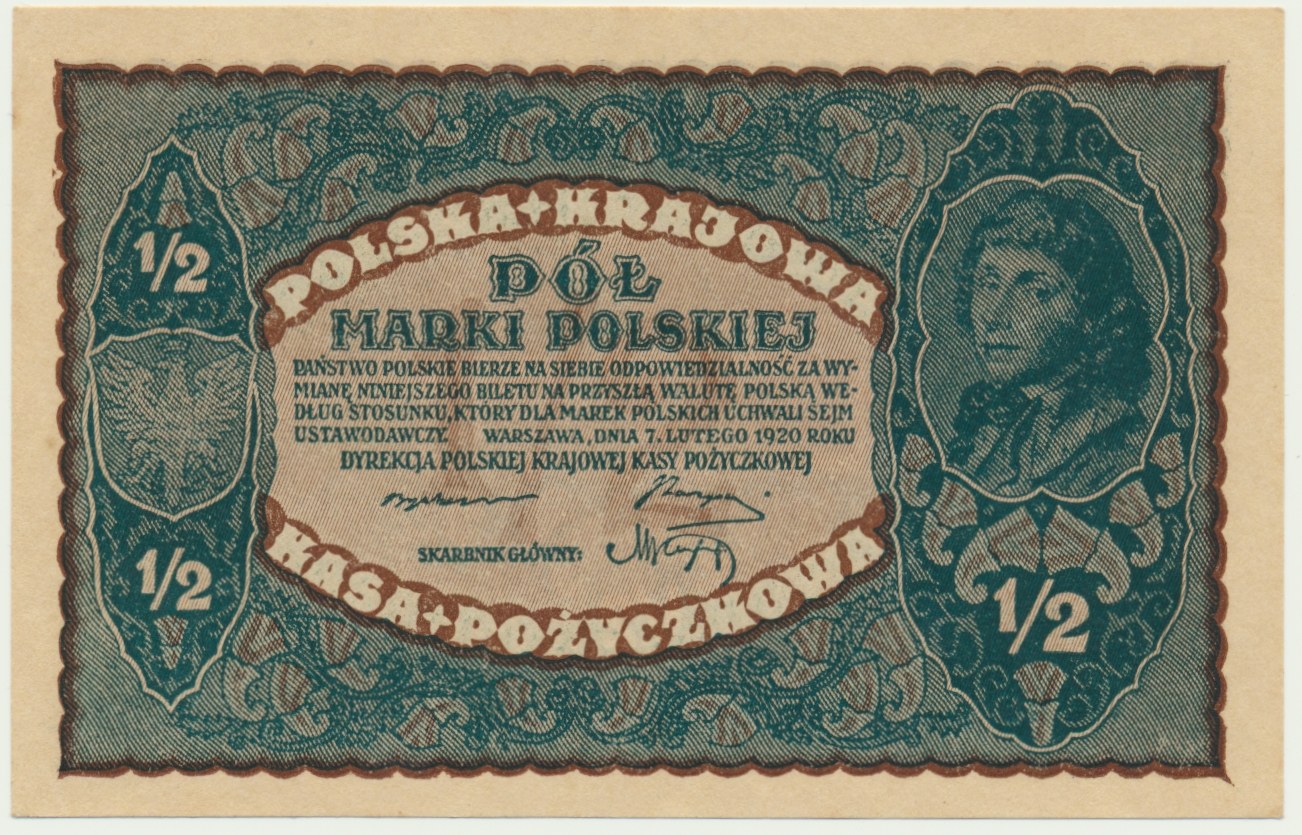 POLSKA+KRAJOWA
PÓŁ
MARKI POLSKIEJ
PAŃSTWO POLSKIE BIERZE NA SIEBIE ODPOWIEDZIALNOŚĆ ZA WY-
MIANĘ NINIEJSZEGO BILETU NA PRZYSZŁĄ WALUTĘ POLSKĄ WE-
DŁUG STOSUNKU, KTÓRY DLA MAREK POLSKICH UCHWALI SEJM
USTAWODAWCZY. WARSZAWA, DNIA 7. LUTEGO 1920 ROKU
DYREKCJA POLSKIEJ KRAJOWEJ KASY POŻYCZKOWEJ
SKARBNIK GŁÓWNY:
KASA+POŻYCZKOWA
1/2
1/2
1/2